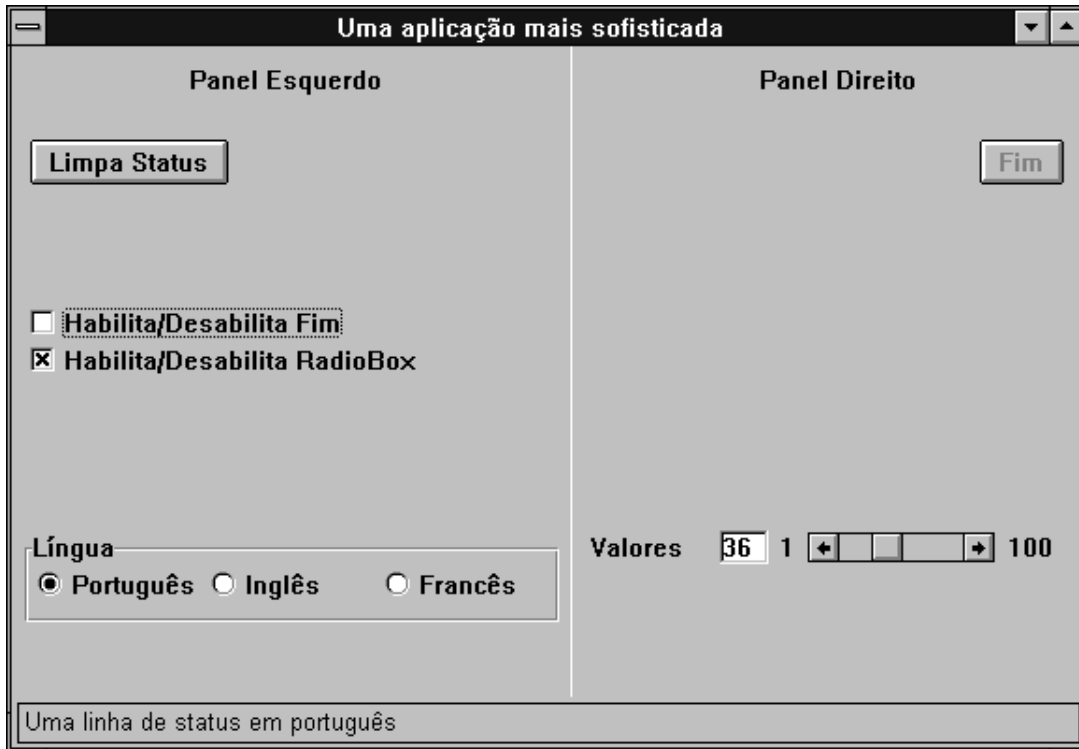 Uma aplicação mais sofisticada
Panel Esquerdo
Limpa Status
Habilita/Desabilita Fim
Habilita/Desabilita RadioBox
Língua
Português Inglês Francês
Panel Direito
Fim
Valores 36 1 100
Uma linha de status em português